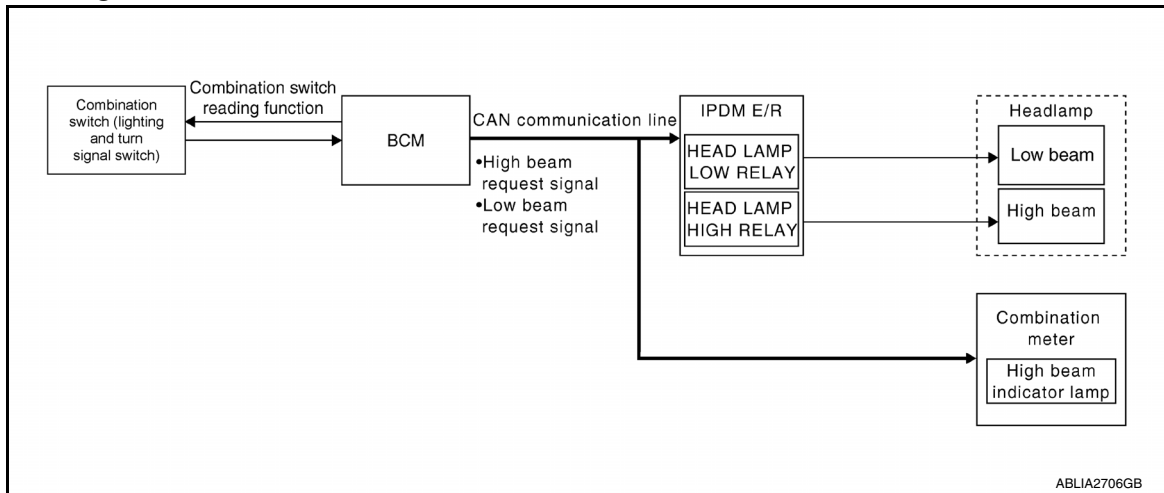 Combination
switch (lighting
and turn
signal switch)
Combination switch
reading function
BCM
CAN communication line
•High beam
request signal
•Low beam
request signal
IPDM E/R
HEAD LAMP
LOW RELAY
HEAD LAMP
HIGH RELAY
Headlamp
Low beam
High beam
Combination
meter
High beam
indicator lamp
ABLIA2706GB